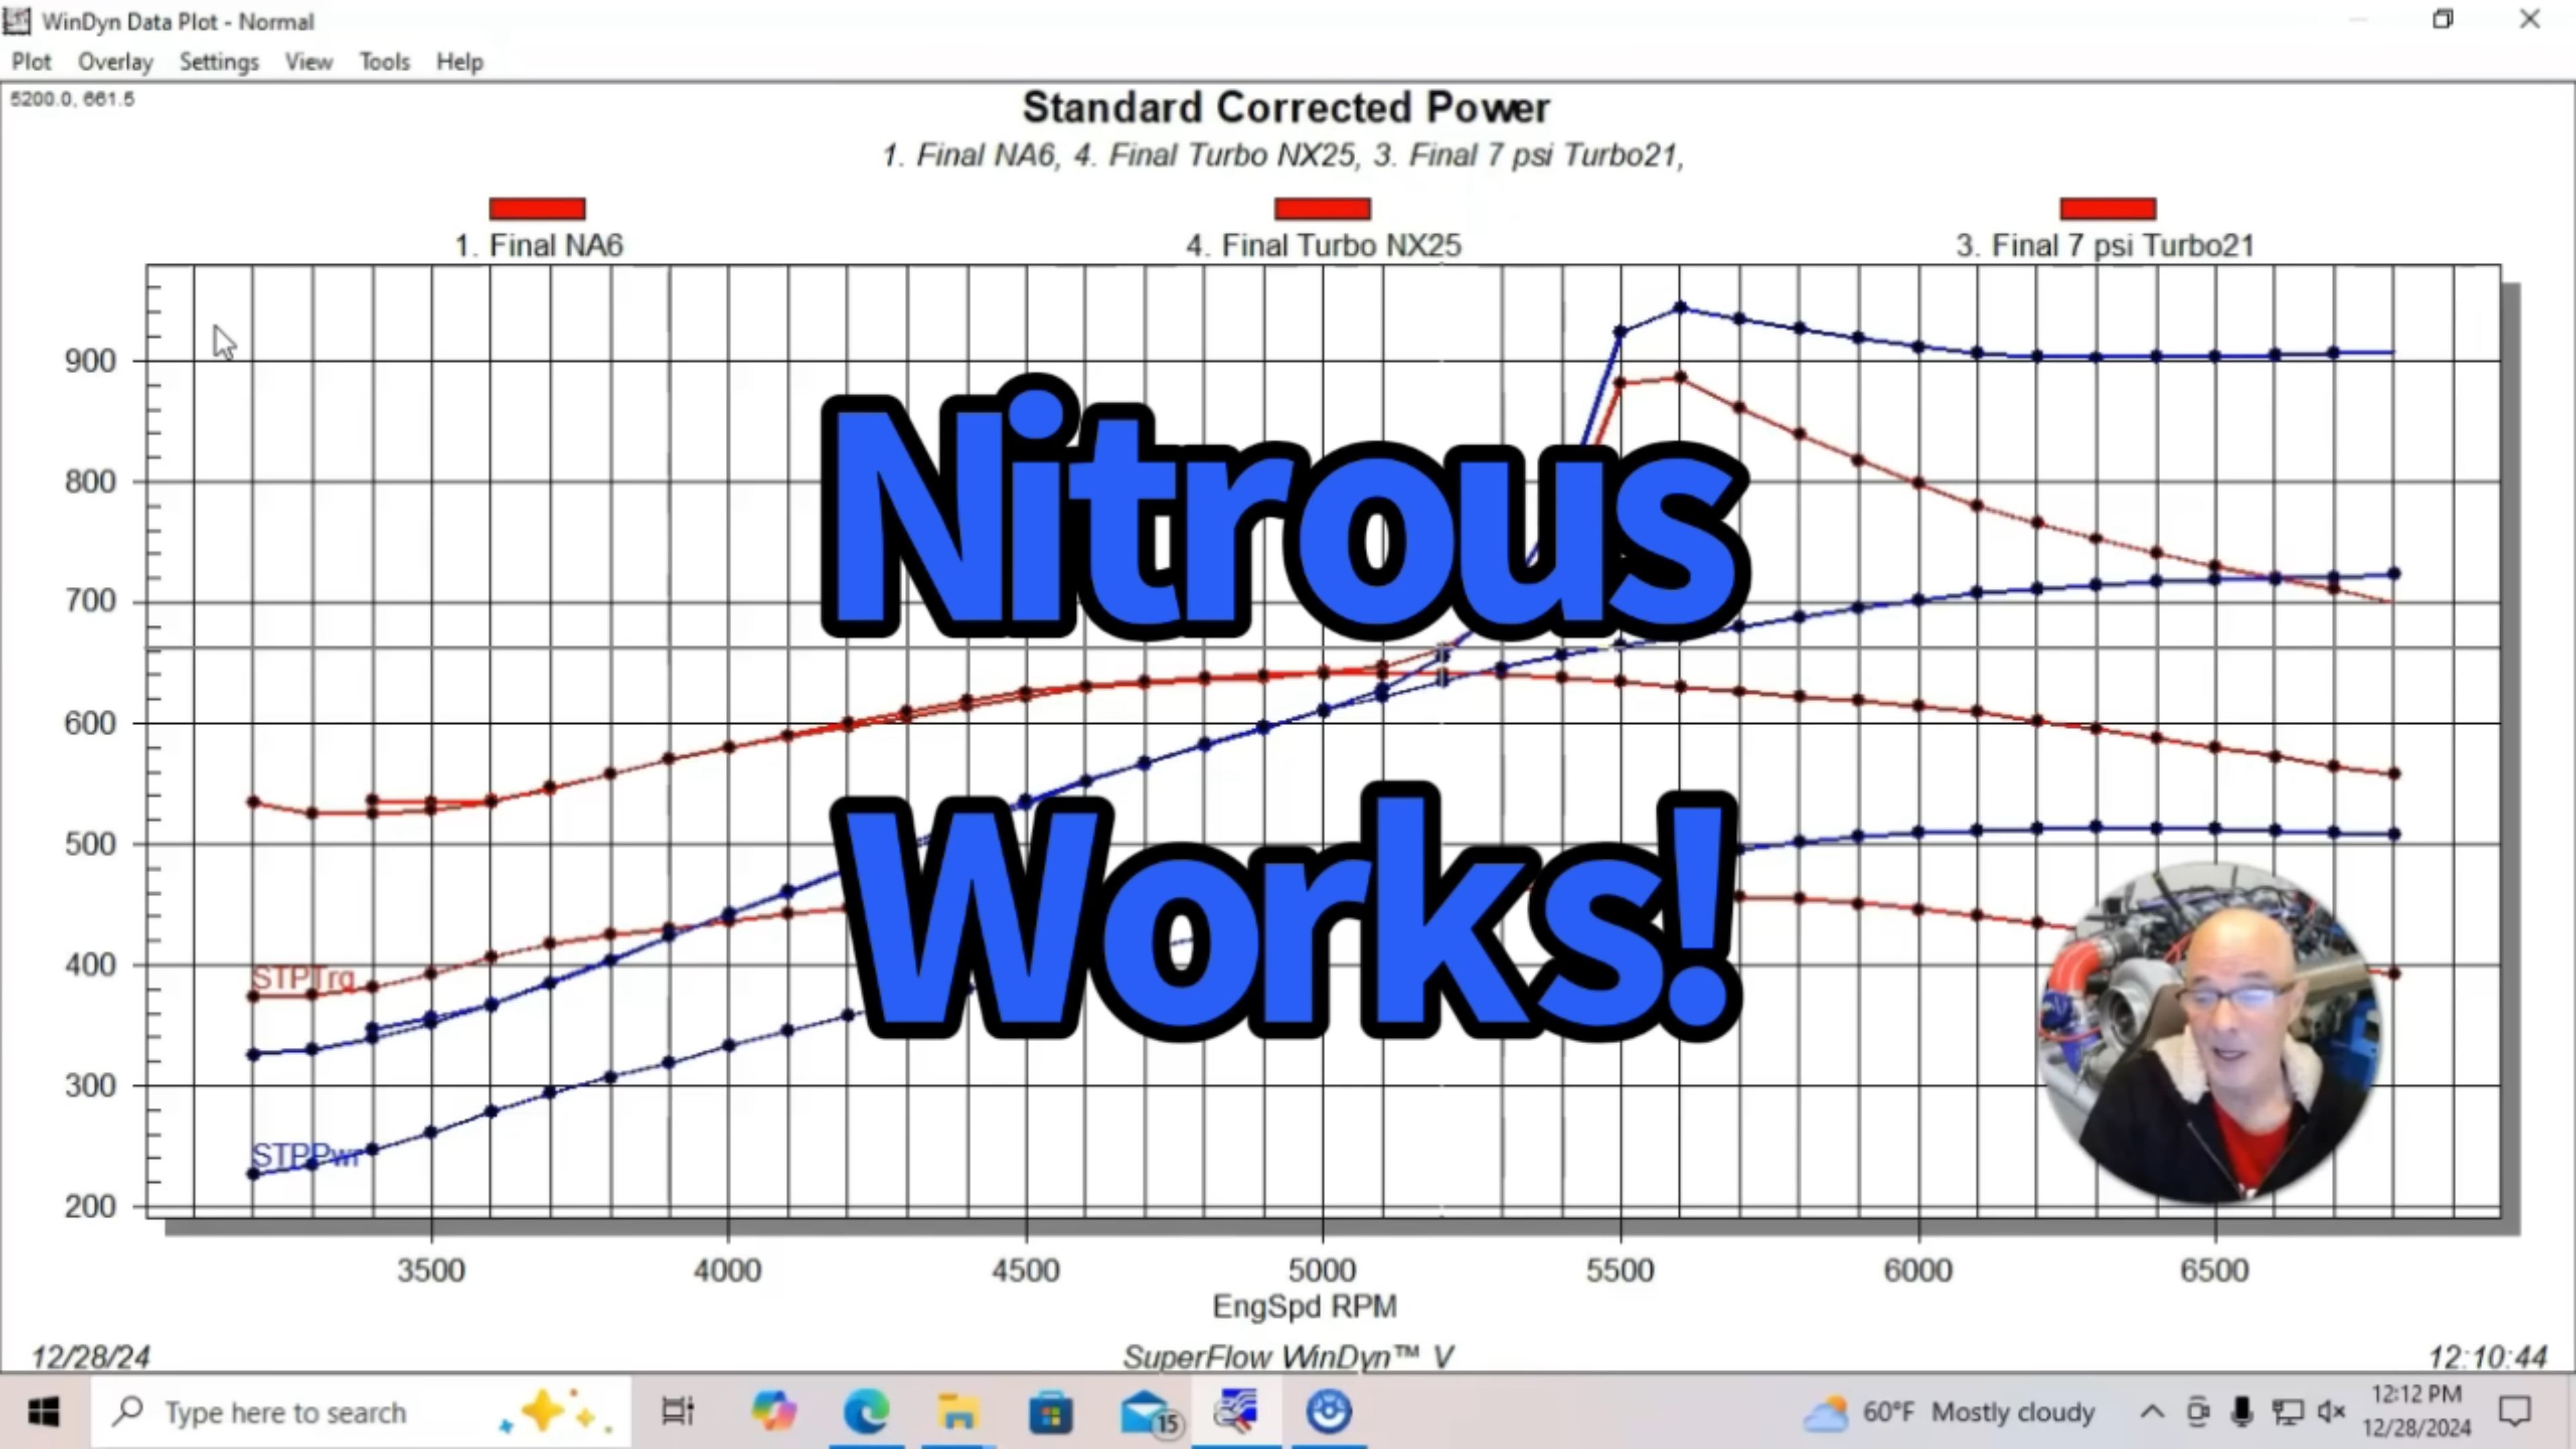 WinDyn Data Plot - Normal
Plot Overlay Settings View Tools Help
5200.0, 661.5
Standard Corrected Power
1. Final NA6, 4. Final Turbo NX25, 3. Final 7 psi Turbo21,
1. Final NA6
4. Final Turbo NX25
3. Final 7 psi Turbo21
900
800
700
600
500
400
300
200
Nitrous
Works!
STPTrq
STPPwr
3500 4000 4500 5000 5500 6000 6500
EngSpd RPM
12/28/24
SuperFlow WinDyn™ V
12:10:44
Type here to search
15
60°F Mostly cloudy
12:12 PM
12/28/2024